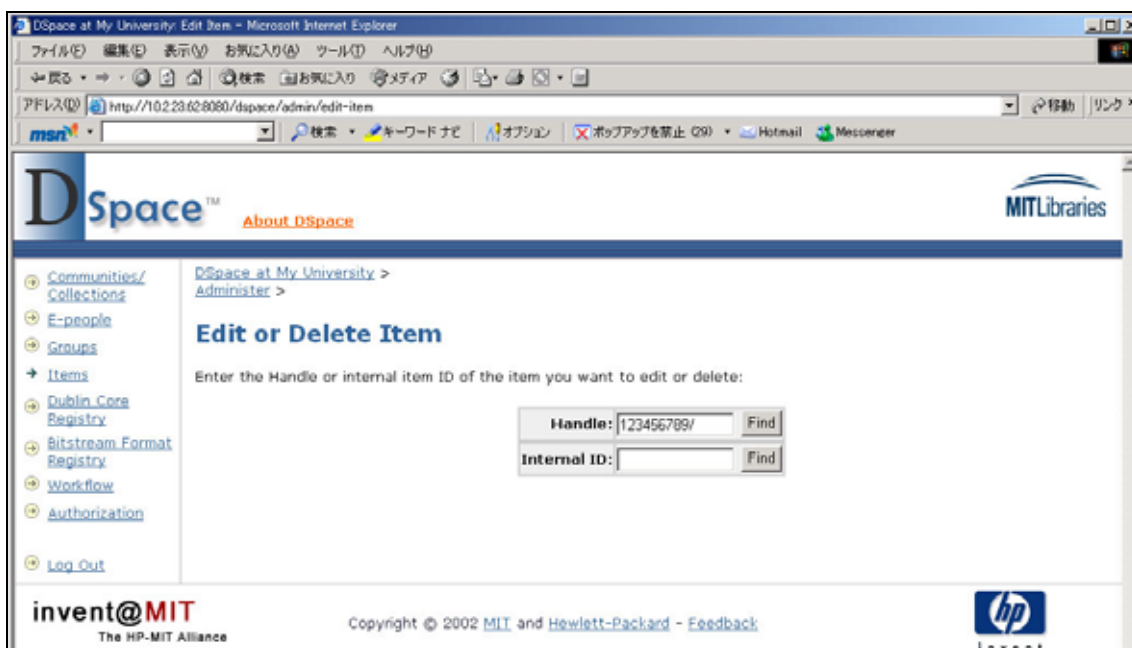 DSpace at My University: Edit Item - Microsoft Internet Explorer
ファイル(F) 編集(E) 表示(V) お気に入り(A) ツール(T) ヘルプ(H)
戻る 検索 お気に入り メディア
アドレス(D) http://10.2.23.62:8080/dspace/admin/edit-item 移動 リンク
msn 検索 キーワード ナビ オプション ポップアップを禁止 (29) Hotmail Messenger
DSpace™ About DSpace MITLibraries
DSpace at My University >
Administer >
Edit or Delete Item
Enter the Handle or internal item ID of the item you want to edit or delete:
Handle: 123456789/ Find
Internal ID: Find
Communities/
Collections
E-people
Groups
Items
Dublin Core
Registry
Bitstream Format
Registry
Workflow
Authorization
Log Out
invent@MIT
The HP-MIT Alliance
Copyright © 2002 MIT and Hewlett-Packard - Feedback
hp
invent